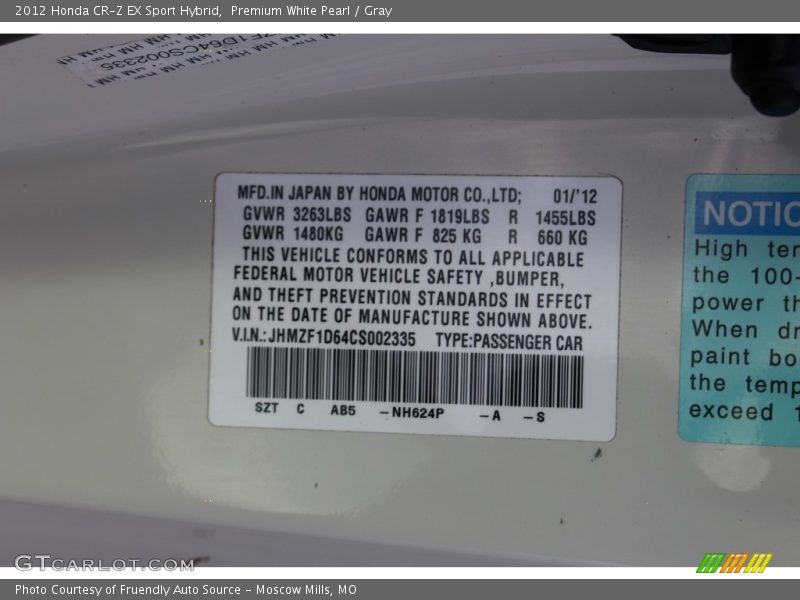 2012 Honda CR-Z EX Sport Hybrid, Premium White Pearl / Gray
MFD.IN JAPAN BY HONDA MOTOR CO.,LTD; 01/'12
GVWR 3263LBS GAWR F 1819LBS R 1455LBS
GVWR 1480KG GAWR F 825 KG R 660 KG
THIS VEHICLE CONFORMS TO ALL APPLICABLE
FEDERAL MOTOR VEHICLE SAFETY ,BUMPER,
AND THEFT PREVENTION STANDARDS IN EFFECT
ON THE DATE OF MANUFACTURE SHOWN ABOVE.
V.I.N.: JHMZF1D64CS002335 TYPE:PASSENGER CAR
SZT C AB5 -NH624P -A -S
NOTIC
High ten
the 100-
power th
When dr
paint bo
the temp
exceed 1
GTCARLOT.COM
Photo Courtesy of Fruendly Auto Source - Moscow Mills, MO